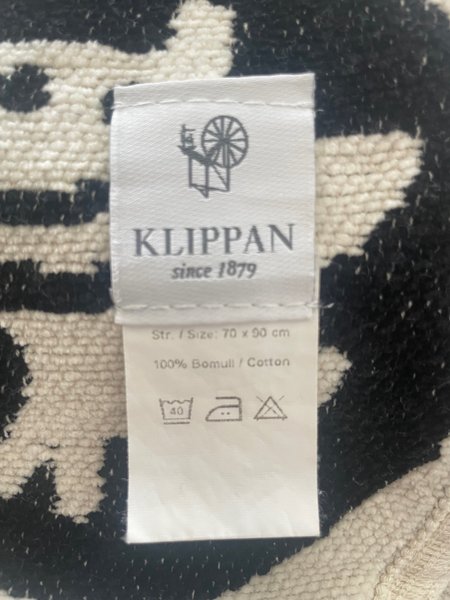 KLIPPAN
since 1879
Str. / Size: 70 x 90 cm
100% Bomull / Cotton
40